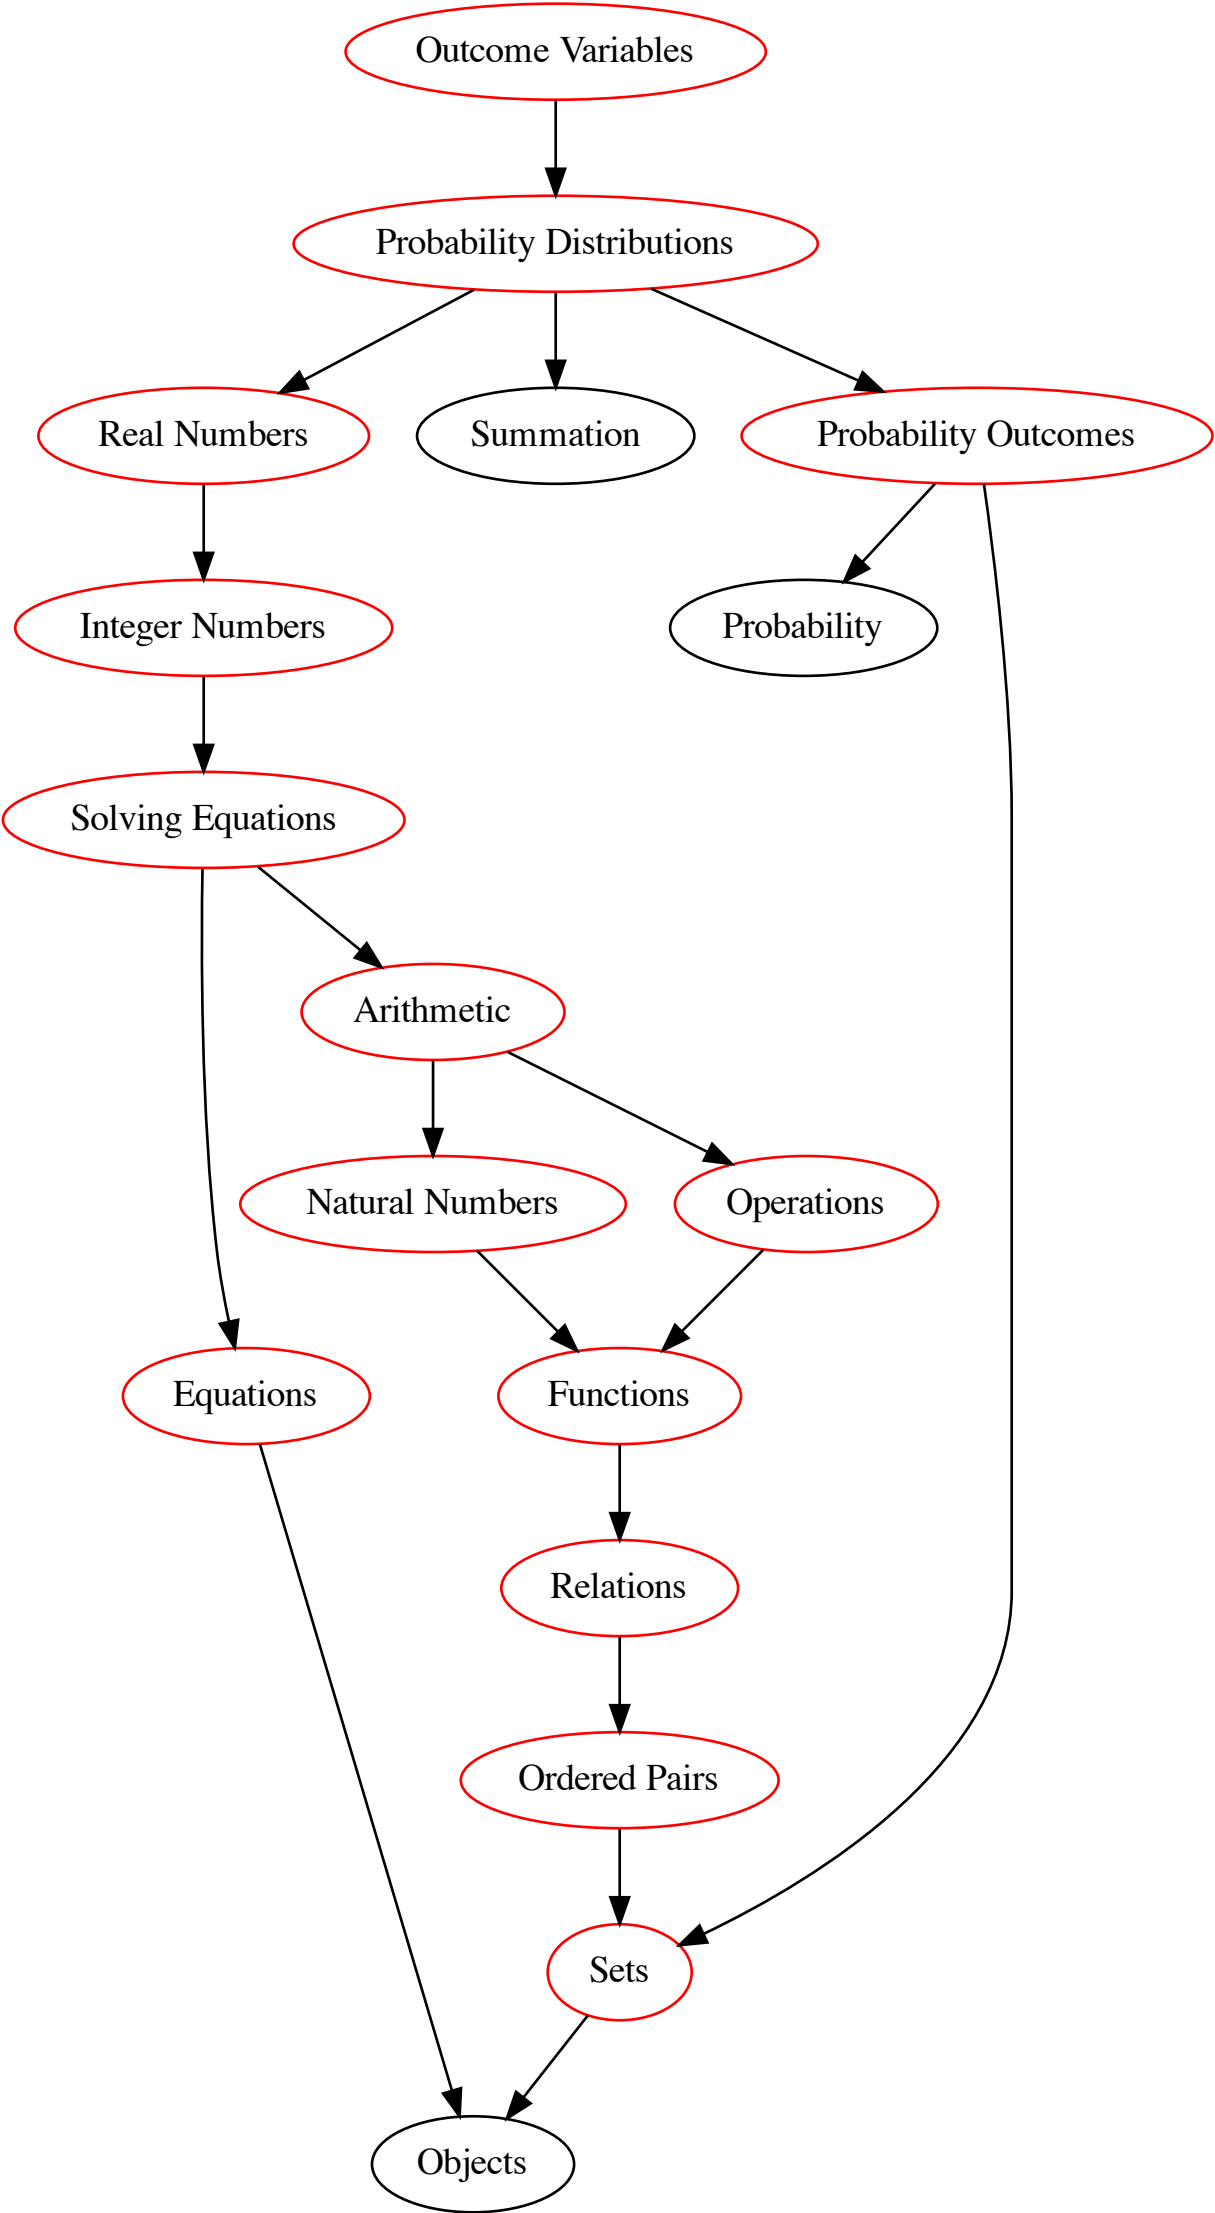 Outcome Variables
Probability Distributions
Real Numbers
Summation
Probability Outcomes
Integer Numbers
Probability
Solving Equations
Arithmetic
Natural Numbers
Operations
Equations
Functions
Relations
Ordered Pairs
Sets
Objects